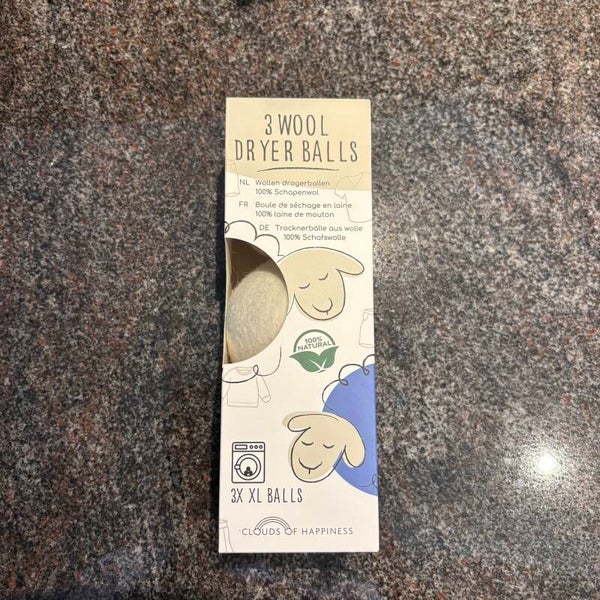 3 WOOL
DRYER BALLS
NL Wollen drogerballen
100% Schapenwol
FR Boule de séchage en laine
100% laine de mouton
DE Trocknerbälle aus wolle
100% Schafswolle
100%
NATURAL
3X XL BALLS
CLOUDS OF HAPPINESS